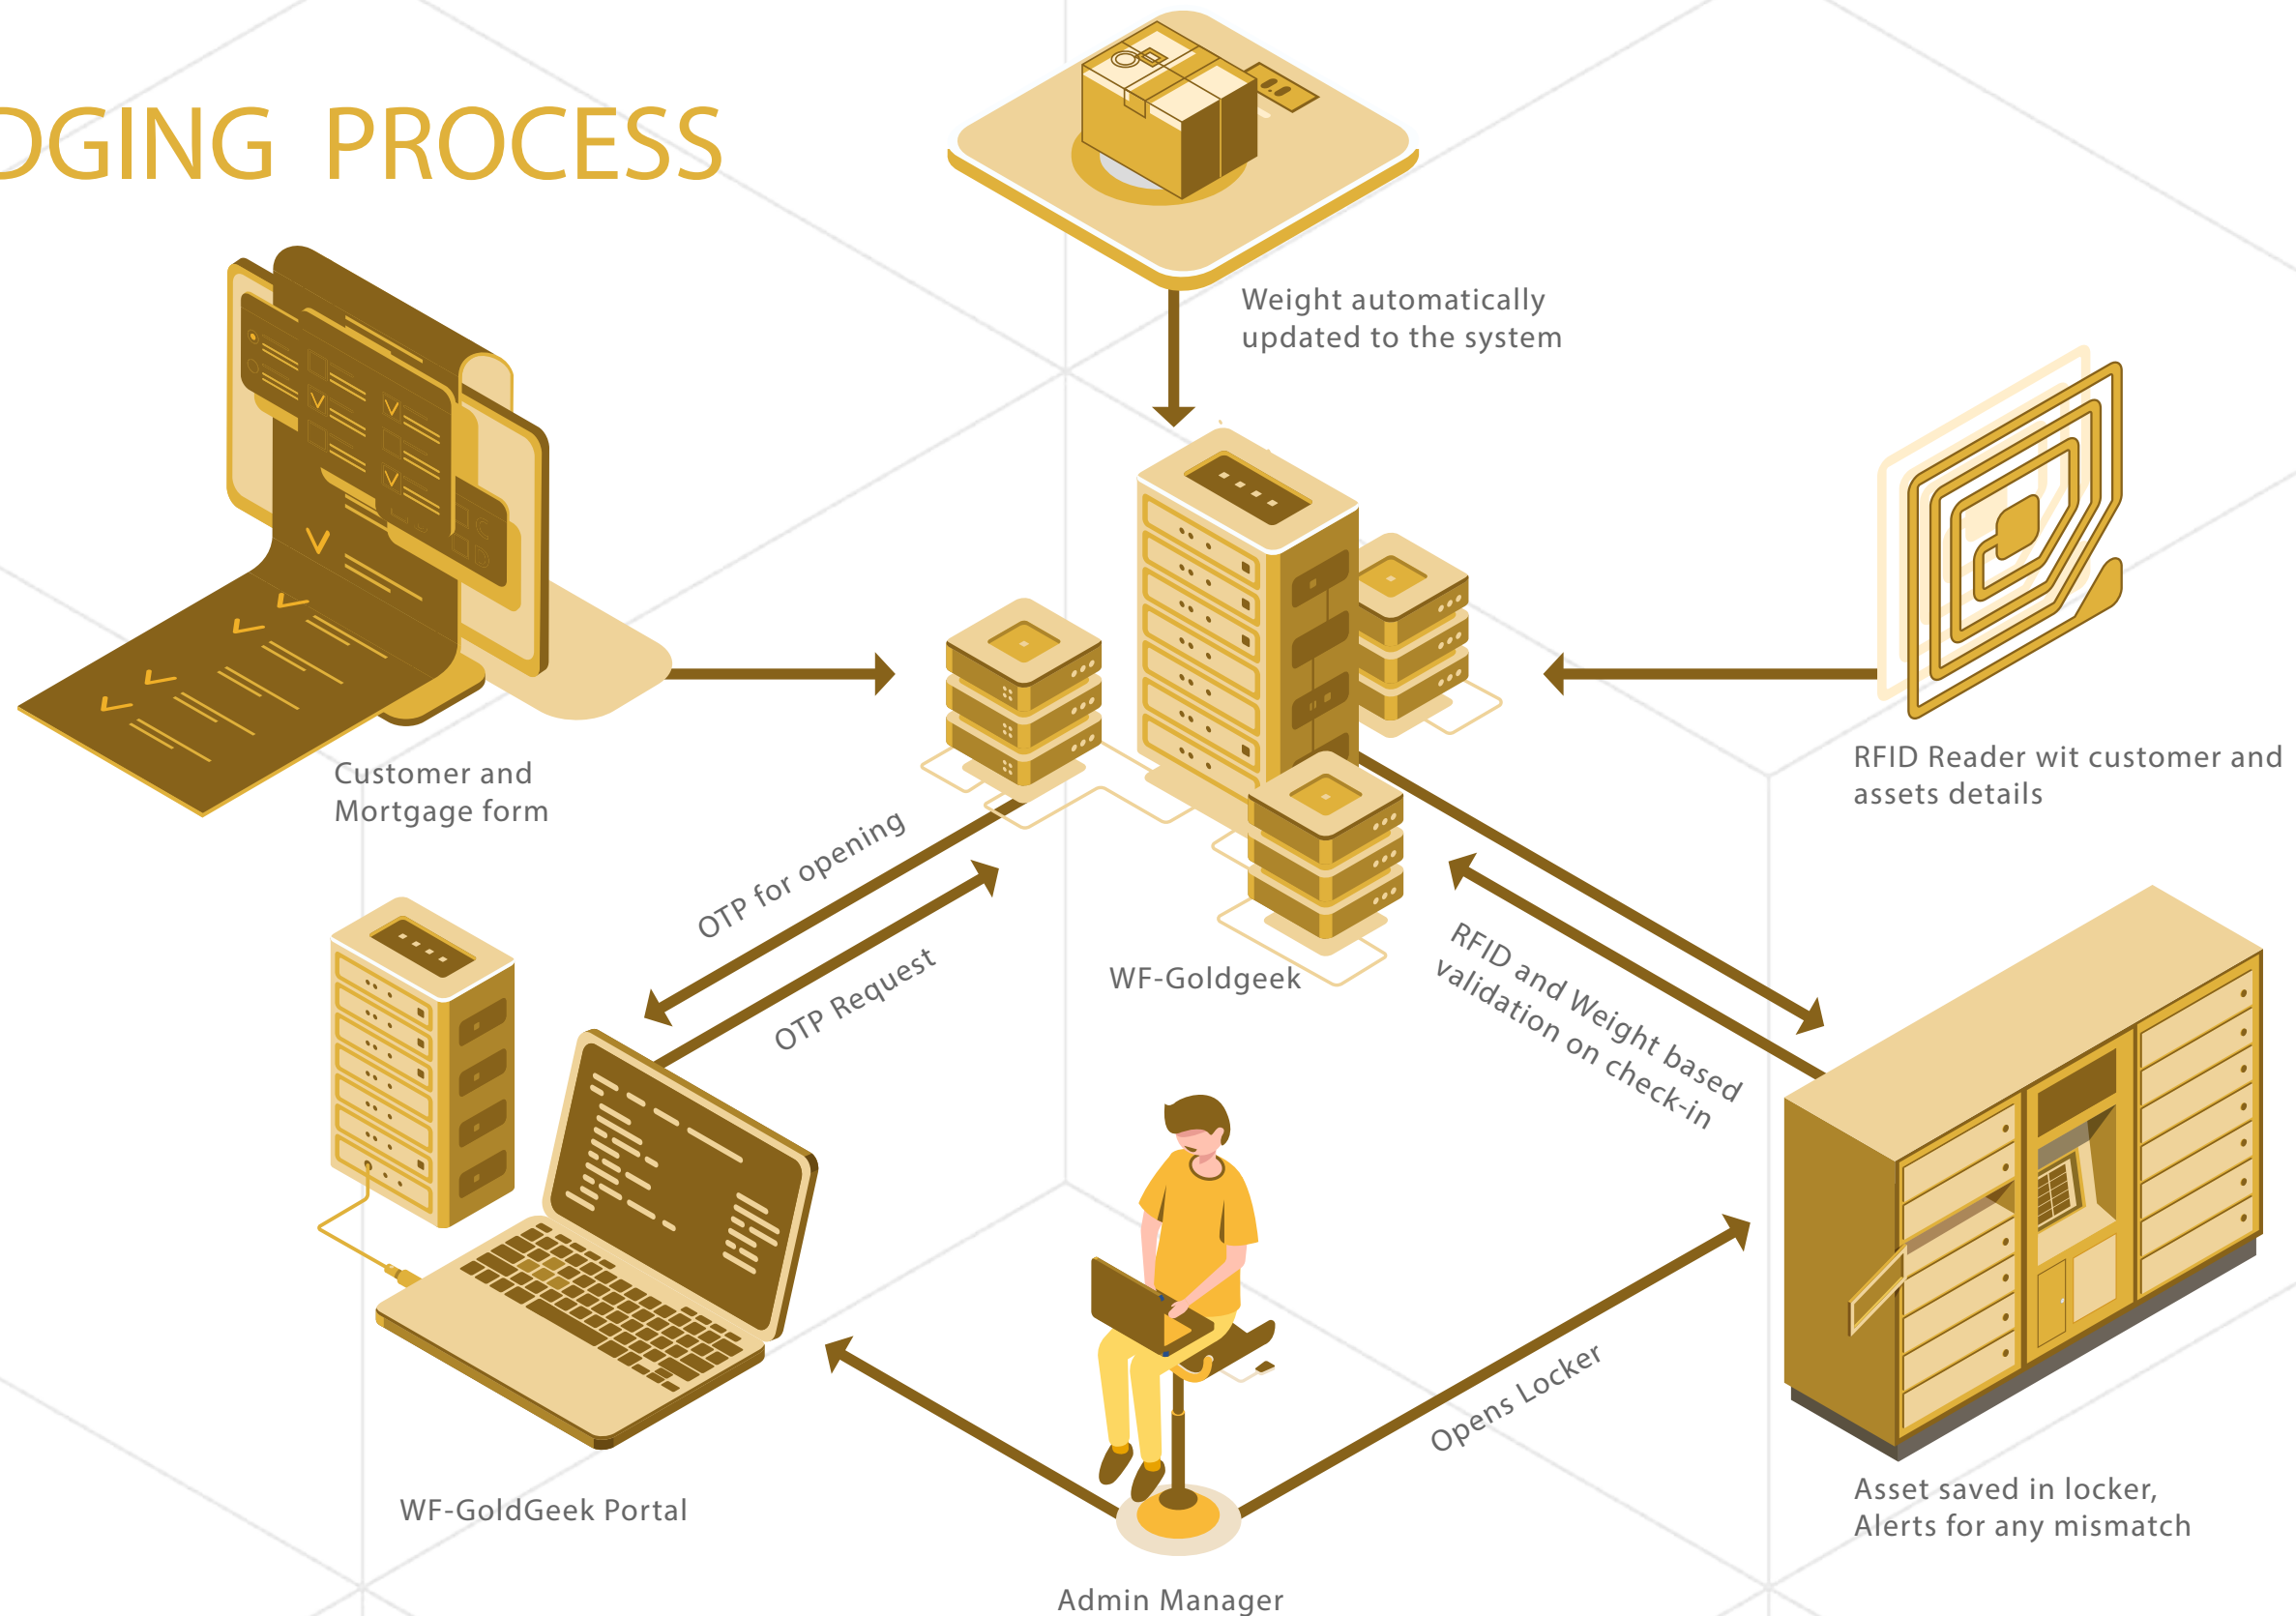 DGING PROCESS
Weight automatically
updated to the system
Customer and
Mortgage form
RFID Reader wit customer and
assets details
OTP for opening
OTP Request
WF-Goldgeek
RFID and Weight based
validation on check-in
Opens Locker
WF-GoldGeek Portal
Asset saved in locker,
Alerts for any mismatch
Admin Manager